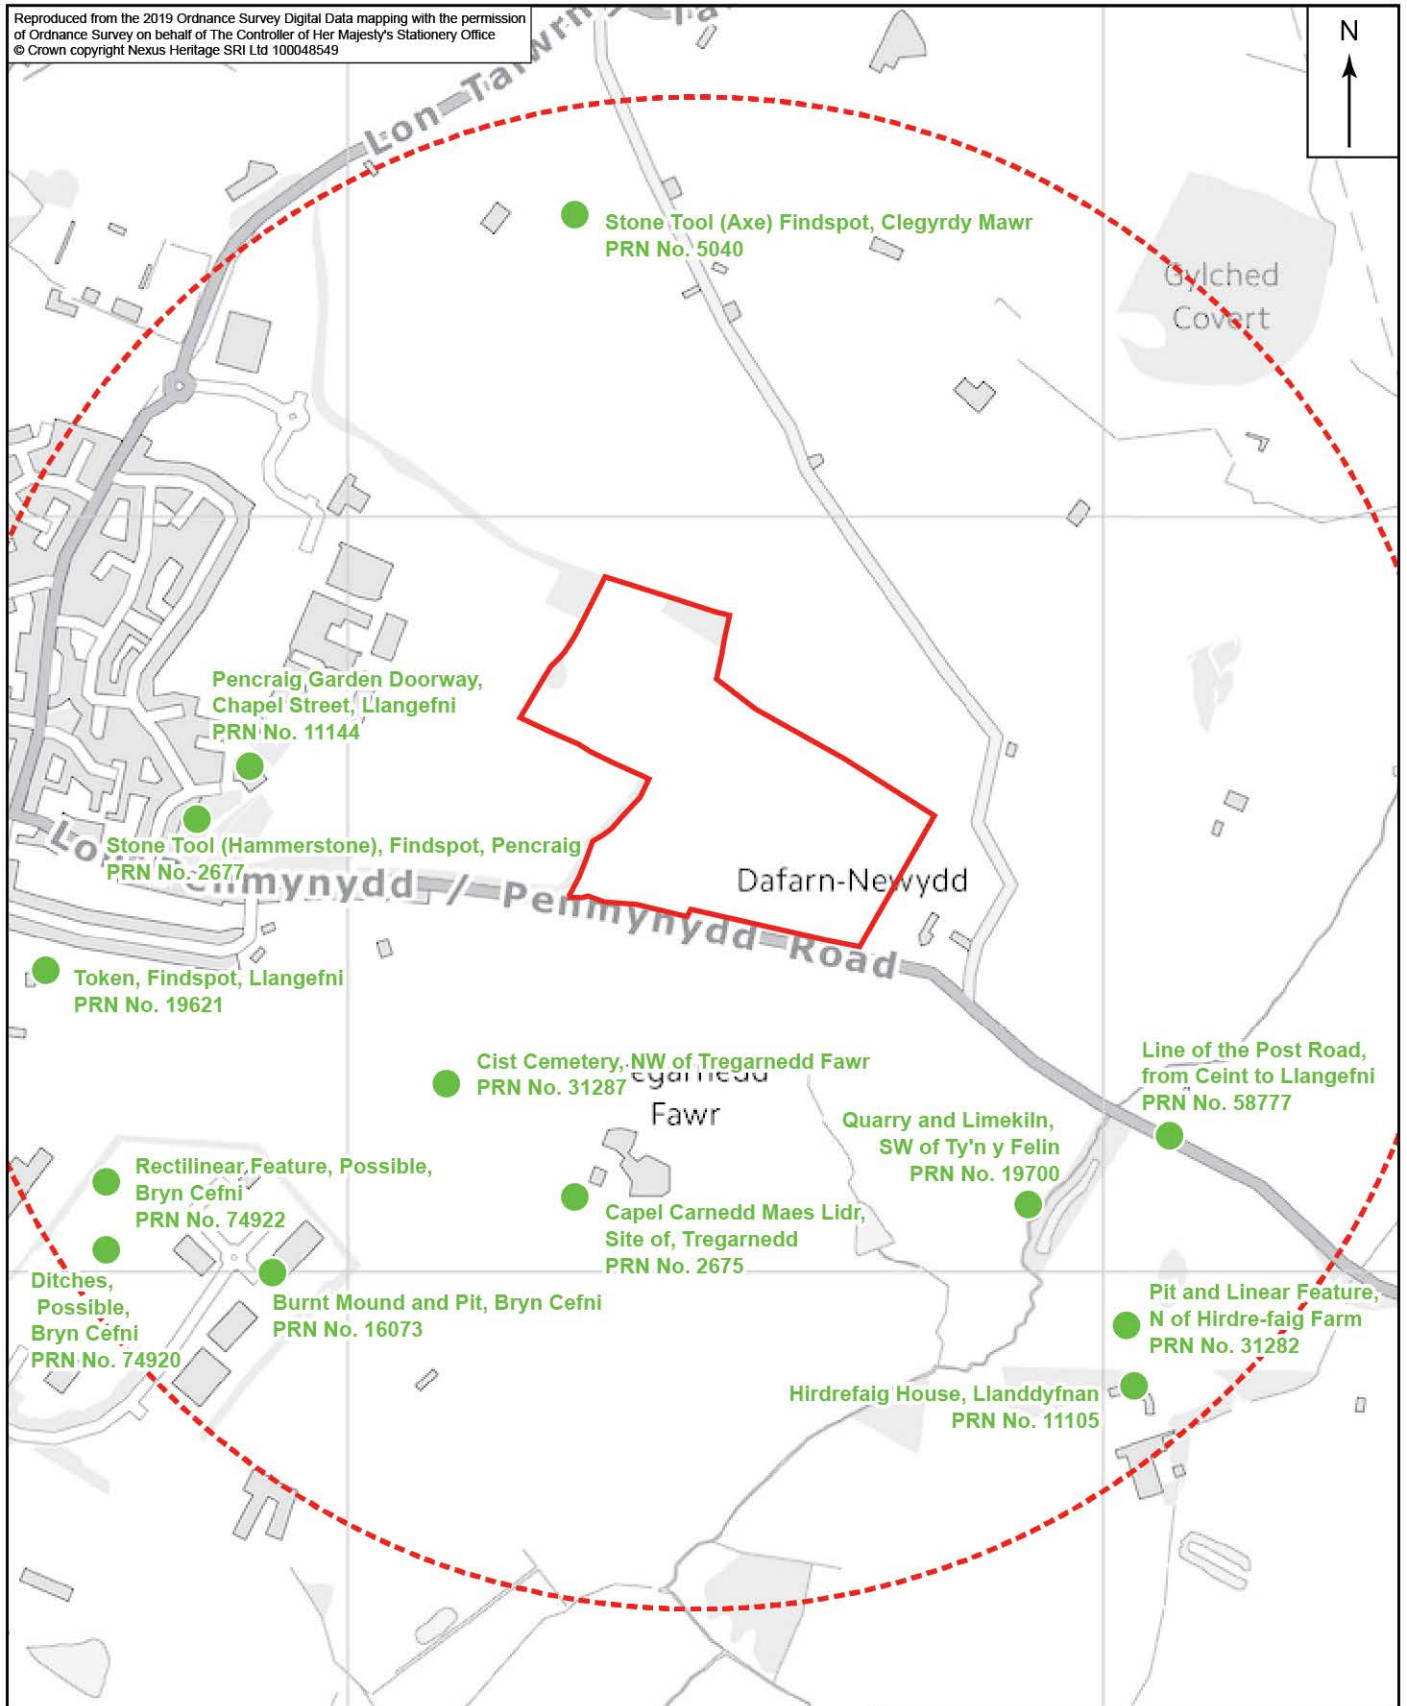 Reproduced from the 2019 Ordnance Survey Digital Data mapping with the permission
of Ordnance Survey on behalf of The Controller of Her Majesty's Stationery Office
© Crown copyright Nexus Heritage SRI Ltd 100048549
N
Lon
Stone Tool (Axe) Findspot, Clegyrdy Mawr
PRN No. 5040
Gylched
Covert
Pencraig Garden Doorway,
Chapel Street, Llangefni
PRN No. 11144
Stone Tool (Hammerstone), Findspot, Pencraig
PRN No. 2677
/ Penmynydd Road
Dafarn-Newydd
Token, Findspot, Llangefni
PRN No. 19621
Cist Cemetery, NW of Tregarnedd Fawr
PRN No. 31287
Fawr
Line of the Post Road,
from Ceint to Llangefni
PRN No. 58777
Quarry and Limekiln,
SW of Ty'n y Felin
PRN No. 19700
Rectilinear Feature, Possible,
Bryn Cefni
PRN No. 74922
Capel Carnedd Maes Lidr,
Site of, Tregarnedd
PRN No. 2675
Ditches,
Possible,
Bryn Cefni
PRN No. 74920
Burnt Mound and Pit, Bryn Cefni
PRN No. 16073
Pit and Linear Feature,
N of Hirdre-faig Farm
PRN No. 31282
Hirdrefaig House, Llanddyfnan
PRN No. 11105